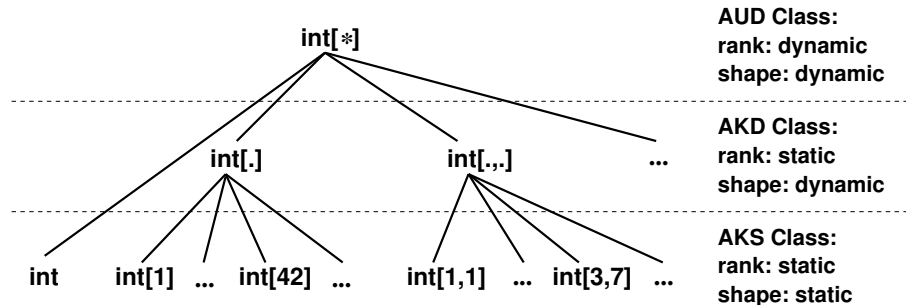 AUD Class:
rank: dynamic
shape: dynamic
int[*]
AKD Class:
rank: static
shape: dynamic
int[.] int[.,.] ...
AKS Class:
rank: static
shape: static
int int[1] ... int[42] ... int[1,1] ... int[3,7] ...